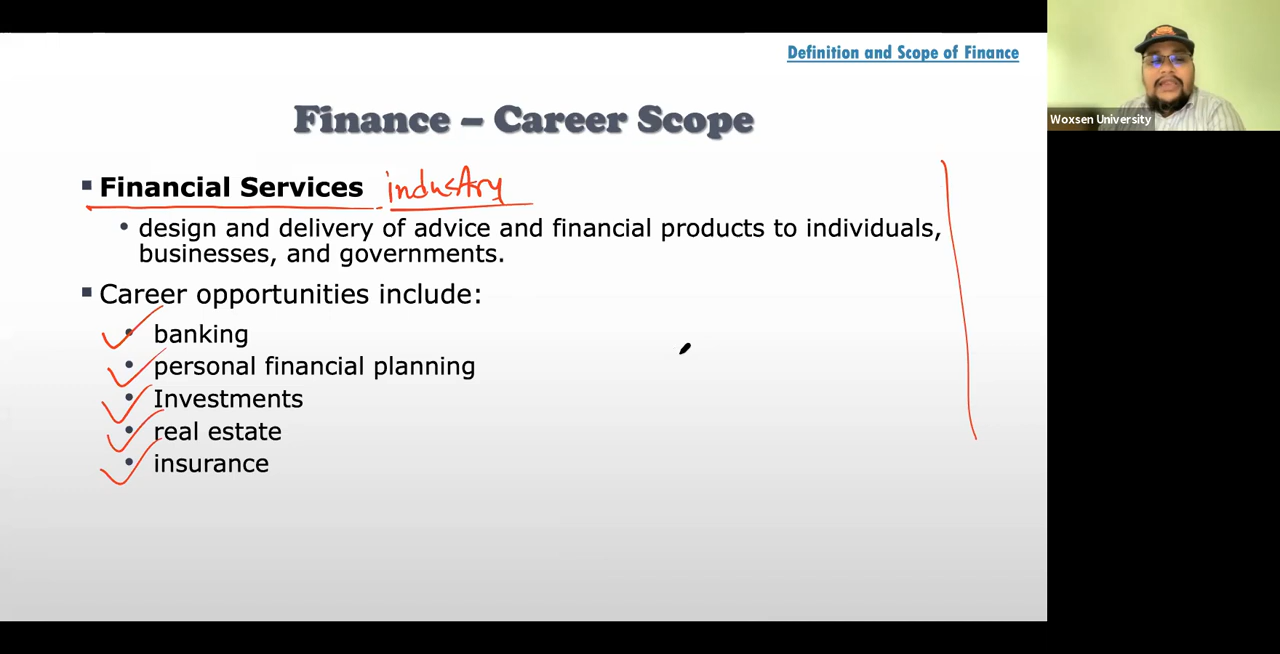 Definition and Scope of Finance
Finance – Career Scope
Financial Services industry
design and delivery of advice and financial products to individuals,
businesses, and governments.
Career opportunities include:
banking
personal financial planning
Investments
real estate
insurance
Woxsen University